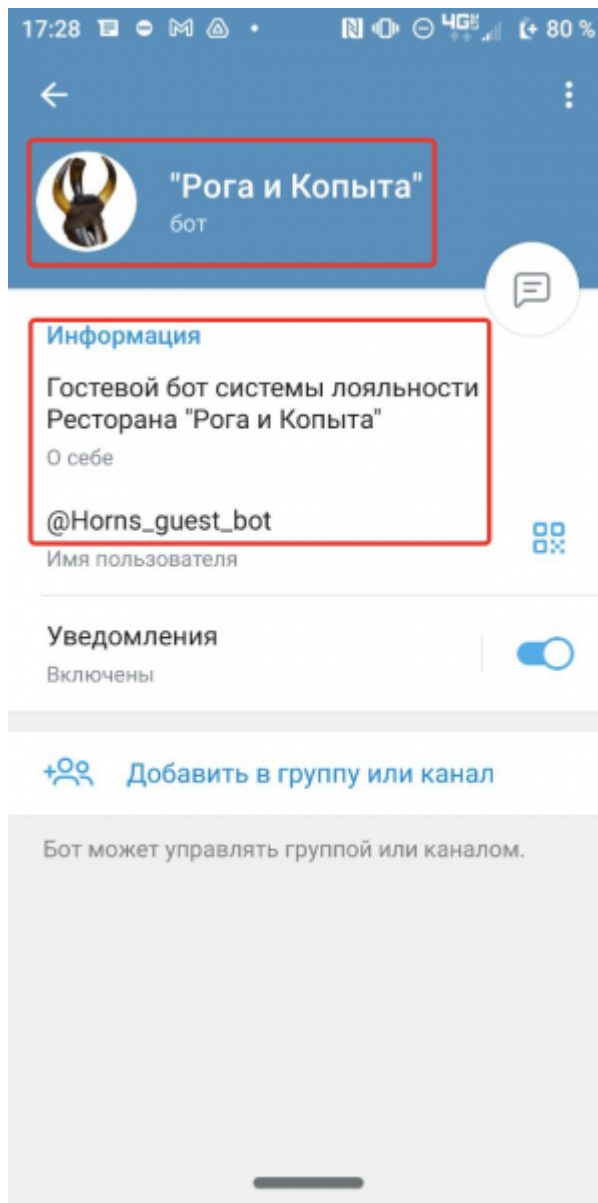 17:28
4G
80 %
"Рога и Копыта"
бот
Информация
Гостевой бот системы лояльности
Ресторана "Рога и Копыта"
О себе
@Horns_guest_bot
Имя пользователя
Уведомления
Включены
Добавить в группу или канал
Бот может управлять группой или каналом.